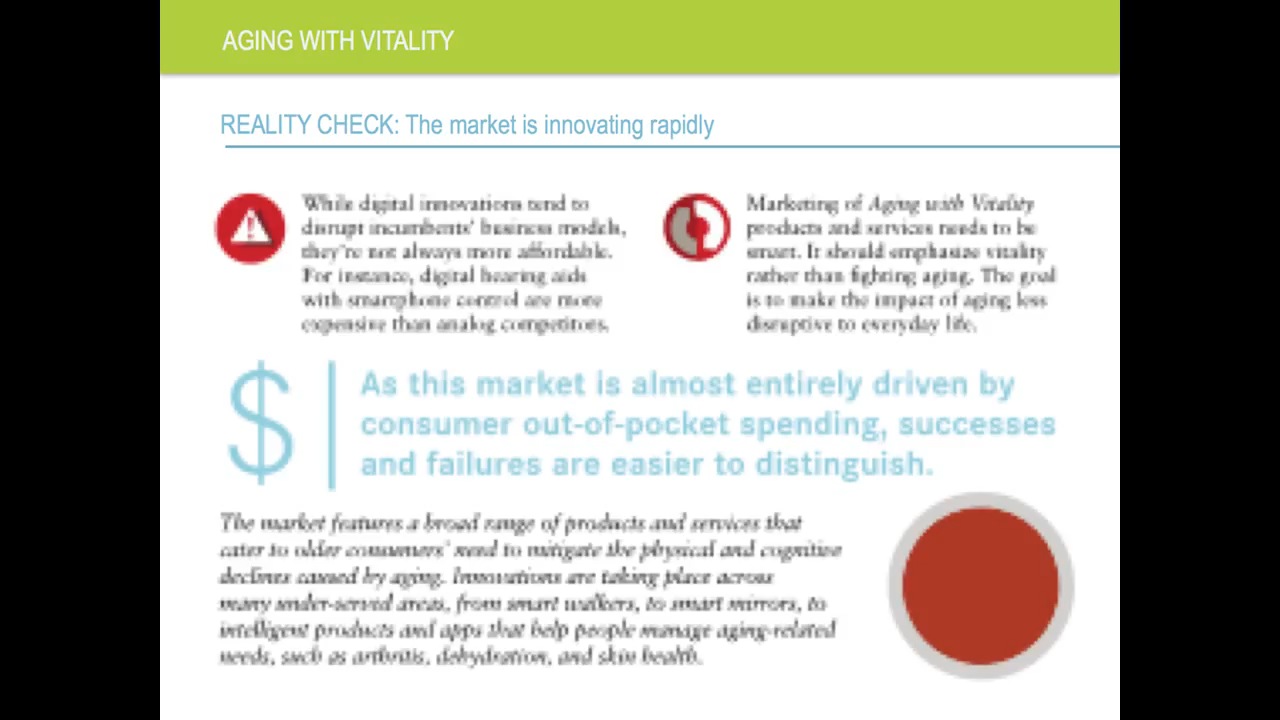 AGING WITH VITALITY
REALITY CHECK: The market is innovating rapidly
While digital innovations tend to
disrupt incumbents' business models,
they're not always more affordable.
For instance, digital hearing aids
with smartphone control are more
expensive than analog competitors.
Marketing of Aging with Vitality
products and services needs to be
smart. It should emphasize vitality
rather than fighting aging. The goal
is to make the impact of aging less
disruptive to everyday life.
$
As this market is almost entirely driven by
consumer out-of-pocket spending, successes
and failures are easier to distinguish.
The market features a broad range of products and services that
cater to older consumers' need to mitigate the physical and cognitive
declines caused by aging. Innovations are taking place across
many under-served areas, from smart walkers, to smart mirrors, to
intelligent products and apps that help people manage aging-related
needs, such as arthritis, dehydration, and skin health.